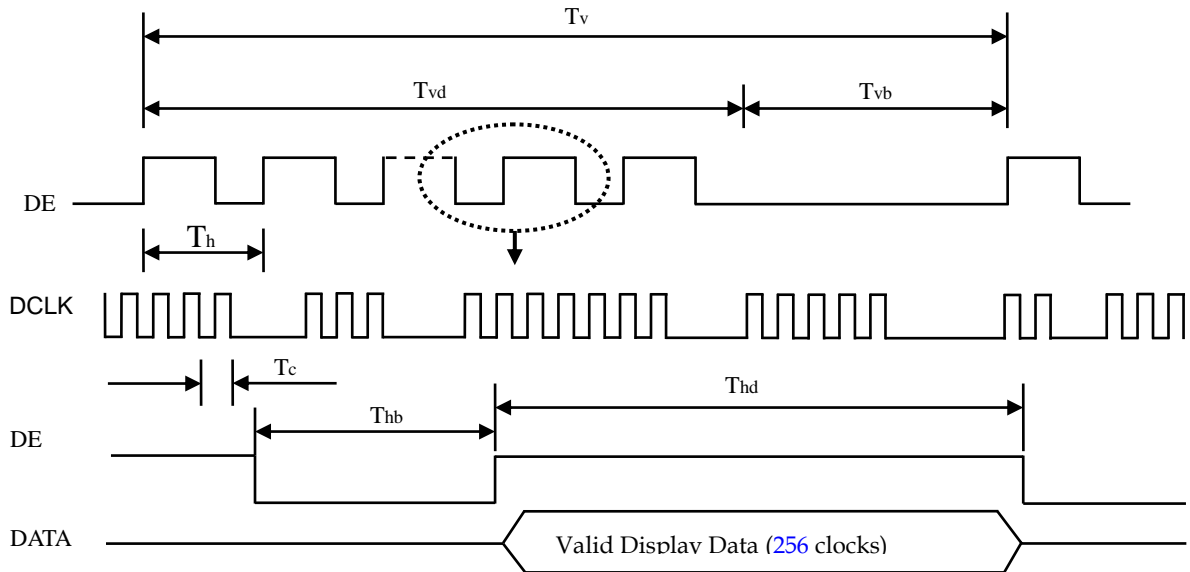 Tv
Tvd
Tvb
DE
Th
DCLK
Tc
Thd
Thb
DE
DATA
Valid Display Data (256 clocks)